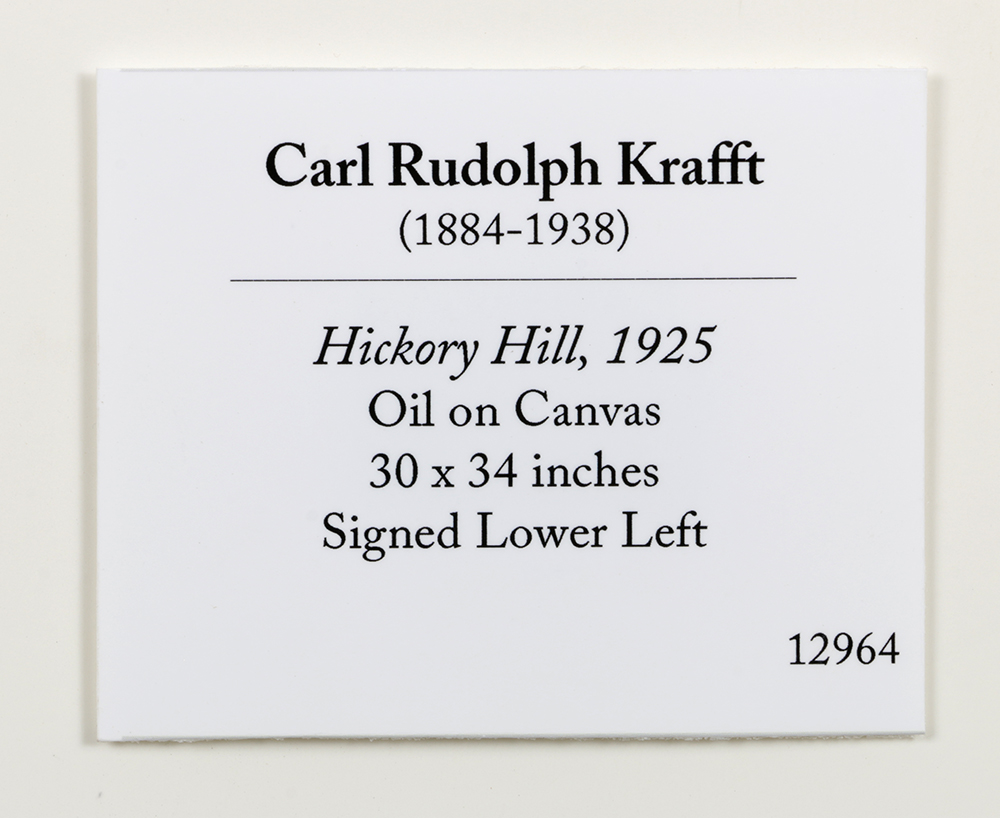 Carl Rudolph Krafft
(1884-1938)
Hickory Hill, 1925
Oil on Canvas
30 x 34 inches
Signed Lower Left
12964